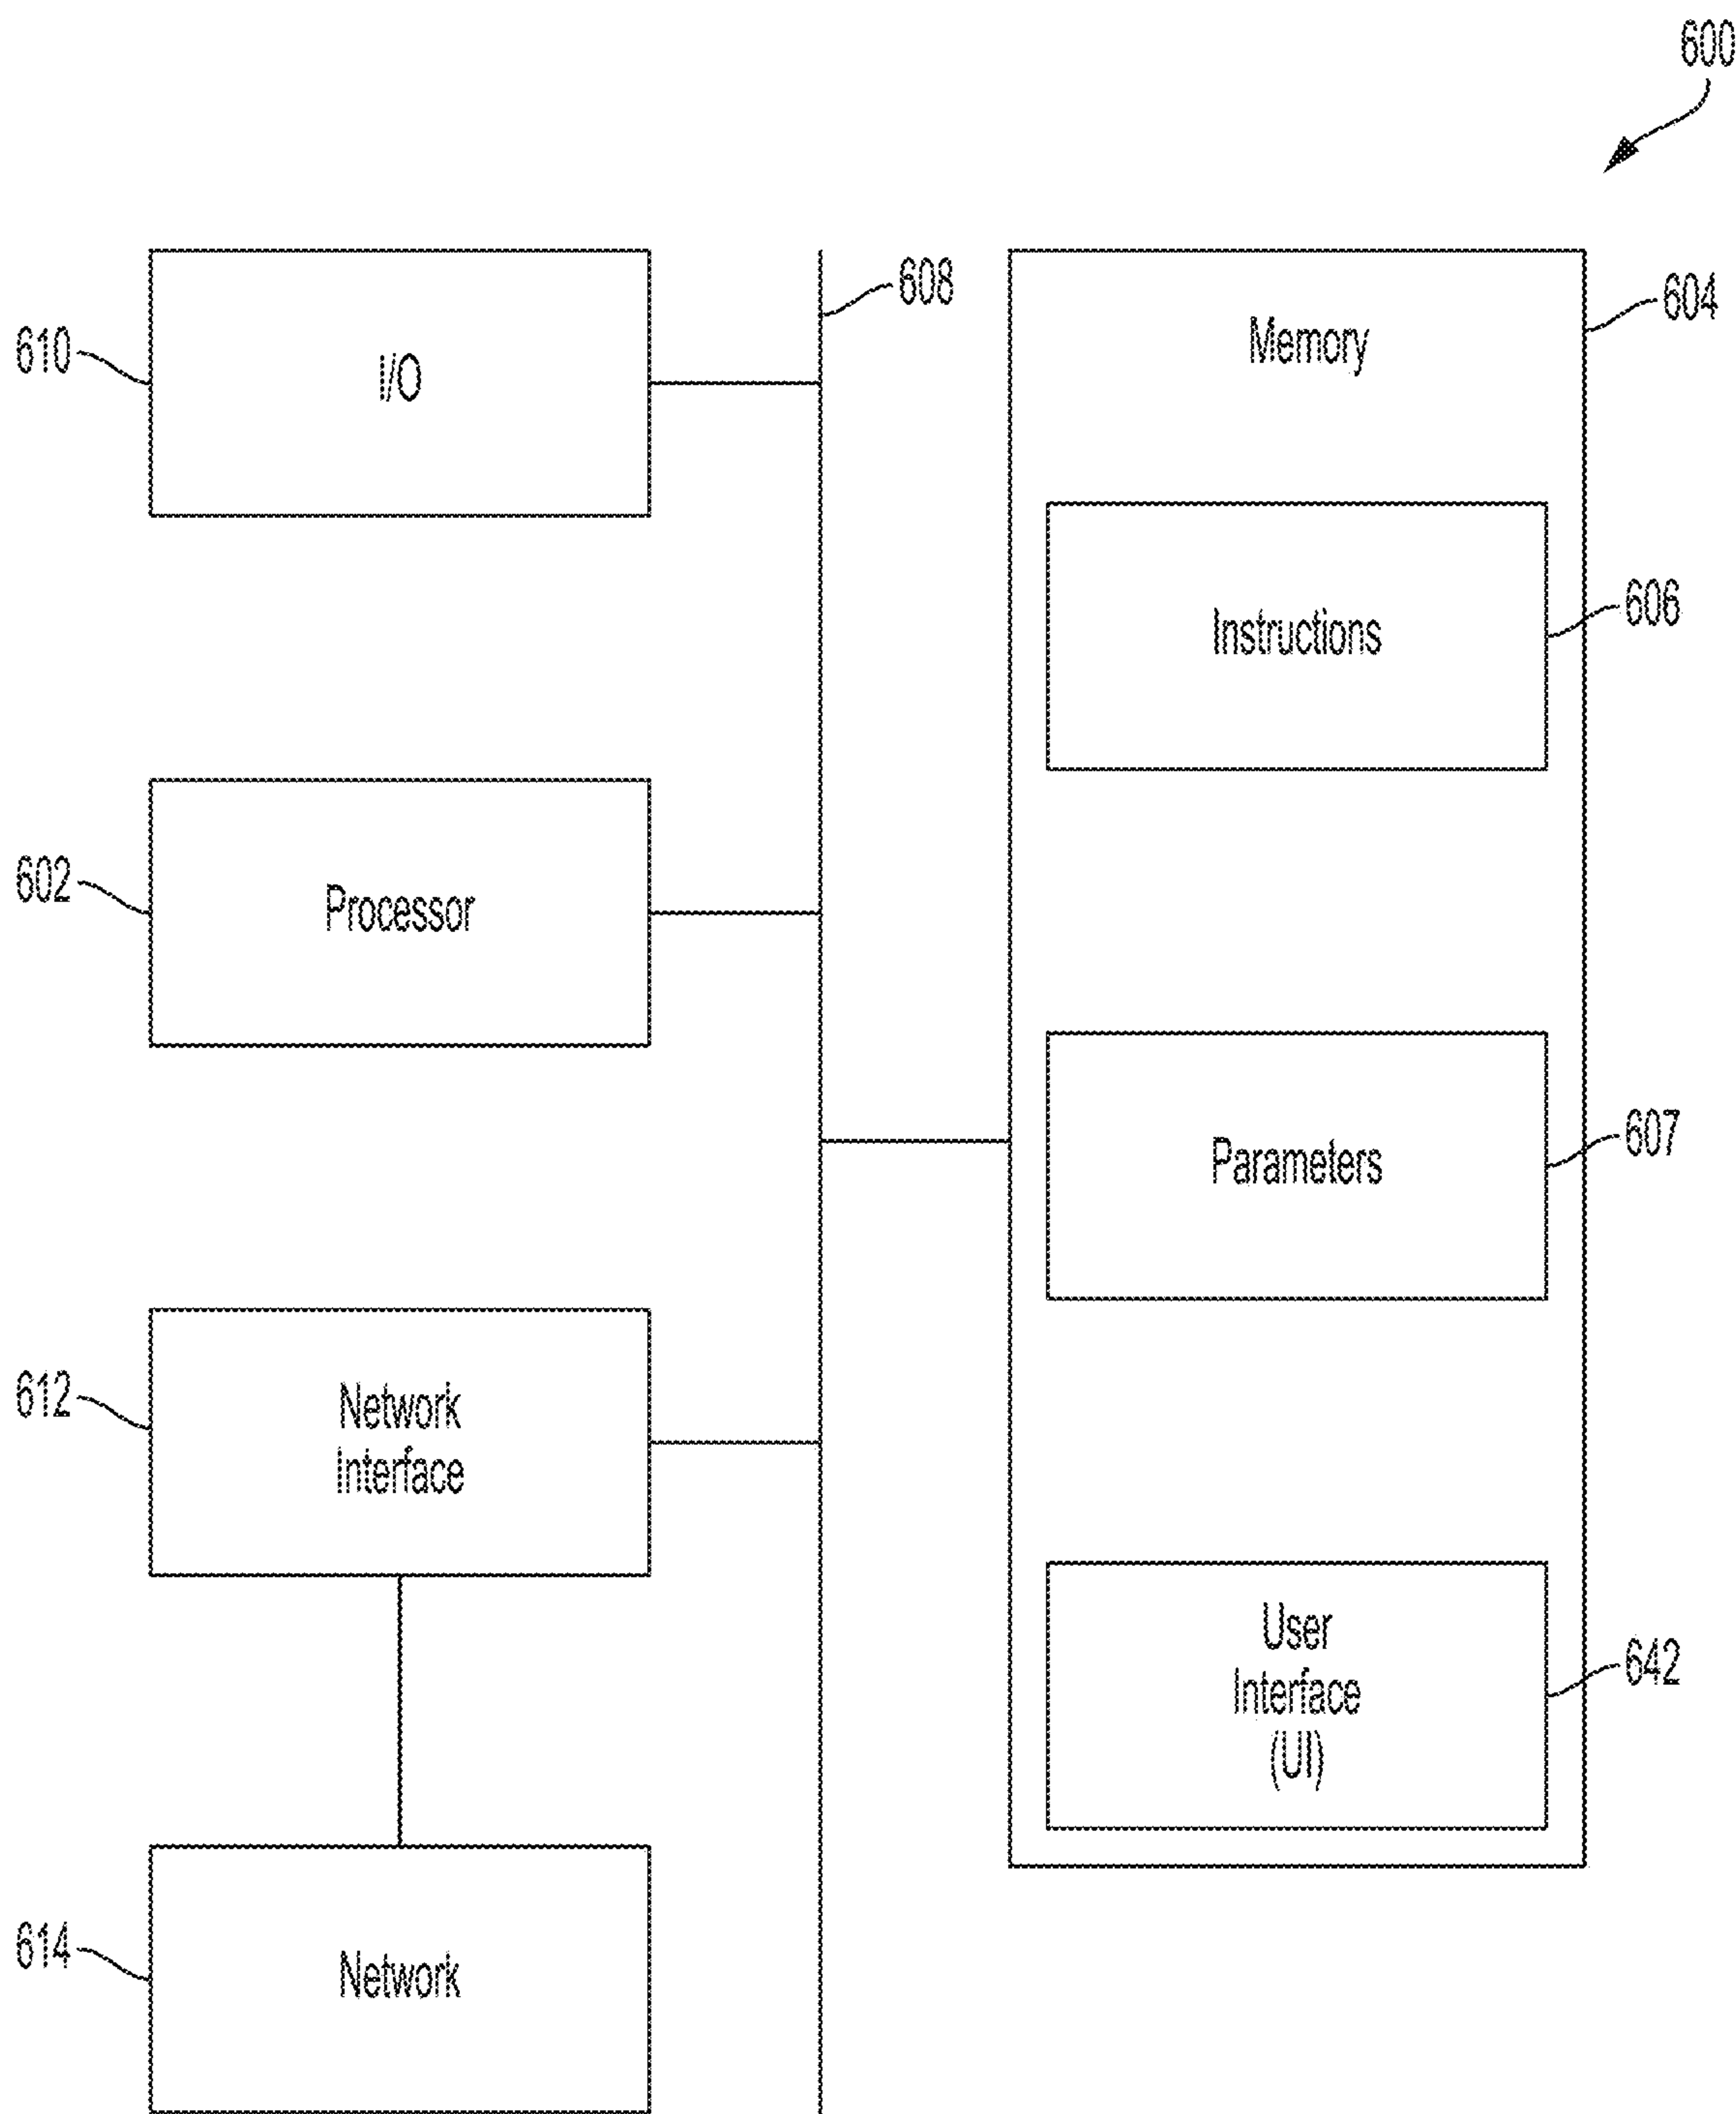 600
608
604
610
I/O
Memory
606
Instructions
602
Processor
607
Parameters
612
Network
Interface
User
Interface
(UI)
642
614
Network